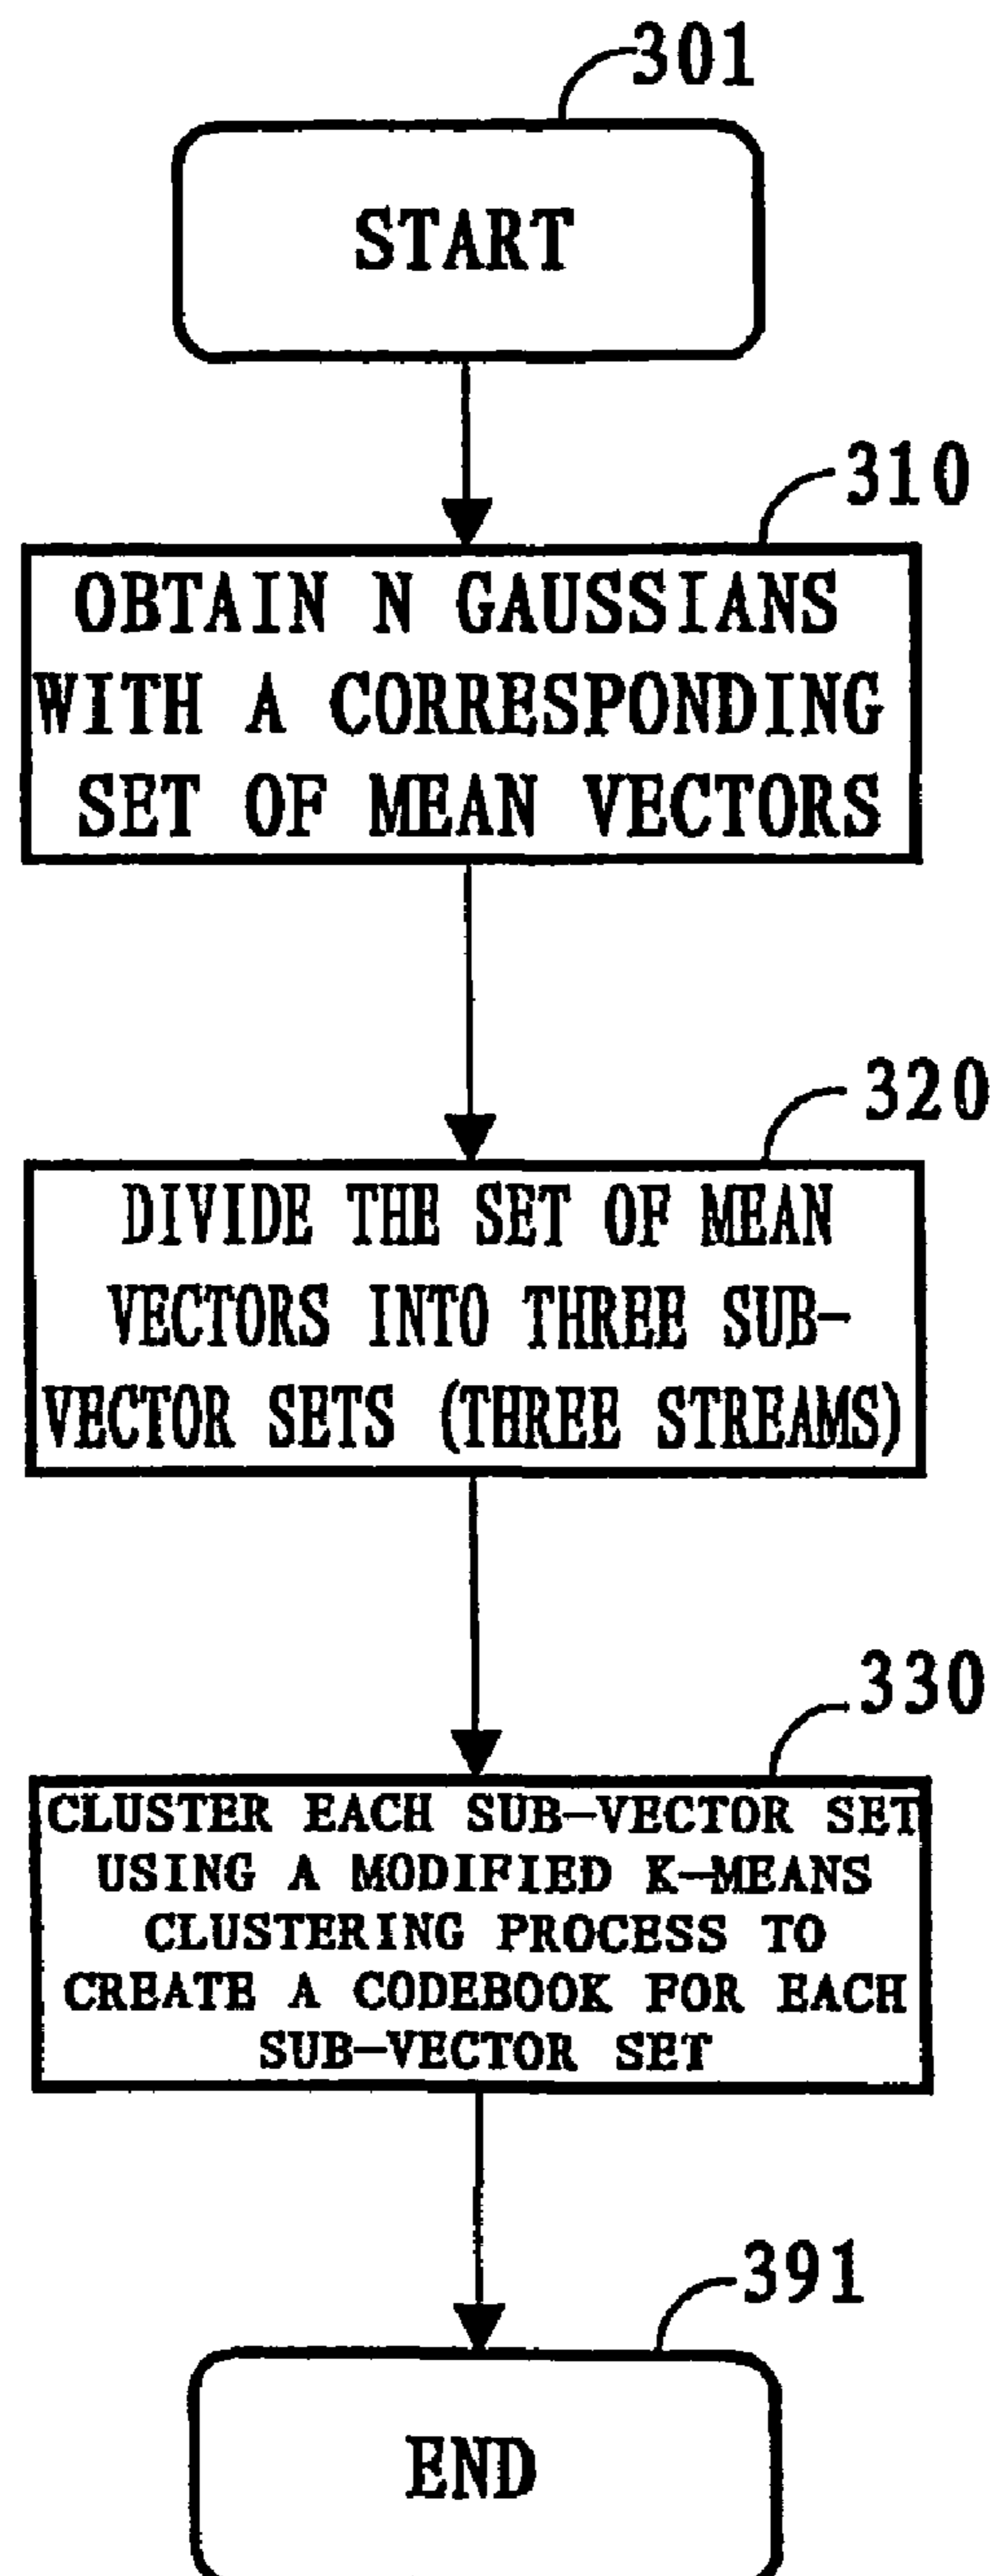 301
START
310
OBTAIN N GAUSSIANS
WITH A CORRESPONDING
SET OF MEAN VECTORS
320
DIVIDE THE SET OF MEAN
VECTORS INTO THREE SUB-
VECTOR SETS (THREE STREAMS)
330
CLUSTER EACH SUB-VECTOR SET
USING A MODIFIED K-MEANS
CLUSTERING PROCESS TO
CREATE A CODEBOOK FOR EACH
SUB-VECTOR SET
391
END